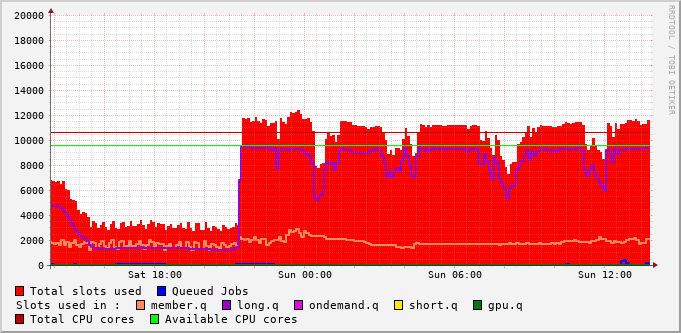 RRDTOOL / TOBI OETIKER
20000
18000
16000
14000
12000
10000
8000
6000
4000
2000
0
Sat 18:00 Sun 00:00 Sun 06:00 Sun 12:00
Total slots used Queued Jobs
Slots used in : member.q long.q ondemand.q short.q gpu.q
Total CPU cores Available CPU cores